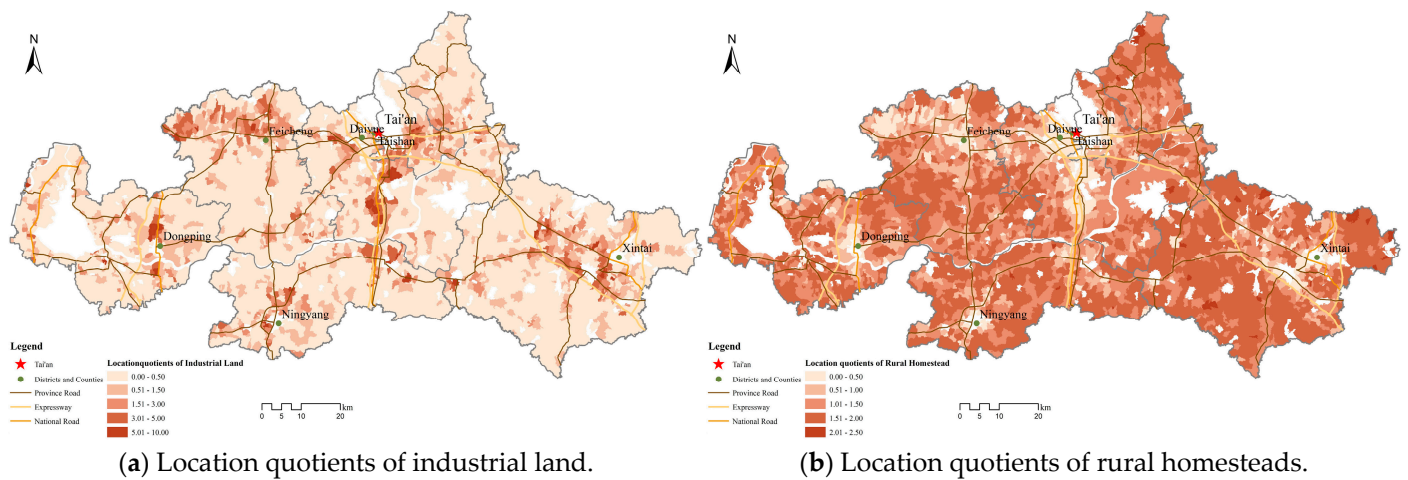 N
Tai'an
Daiyue
Taishan
Feicheng
Dongping
Xintai
Ningyang
Legend
Tai'an
Districts and Counties
Province Road
Expressway
National Road
Locationquotients of Industrial Land
0.00 - 0.50
0.51 - 1.50
1.51 - 3.00
3.01 - 5.00
5.01 - 10.00
0 5 10 20 km
(a) Location quotients of industrial land.
N
Tai'an
Daiyue
Taishan
Feicheng
Dongping
Xintai
Ningyang
Legend
Tai'an
Districts and Counties
Province Road
Expressway
National Road
Location quotients of Rural Homestead
0.00 - 0.50
0.51 - 1.00
1.01 - 1.50
1.51 - 2.00
2.01 - 2.50
0 5 10 20 km
(b) Location quotients of rural homesteads.